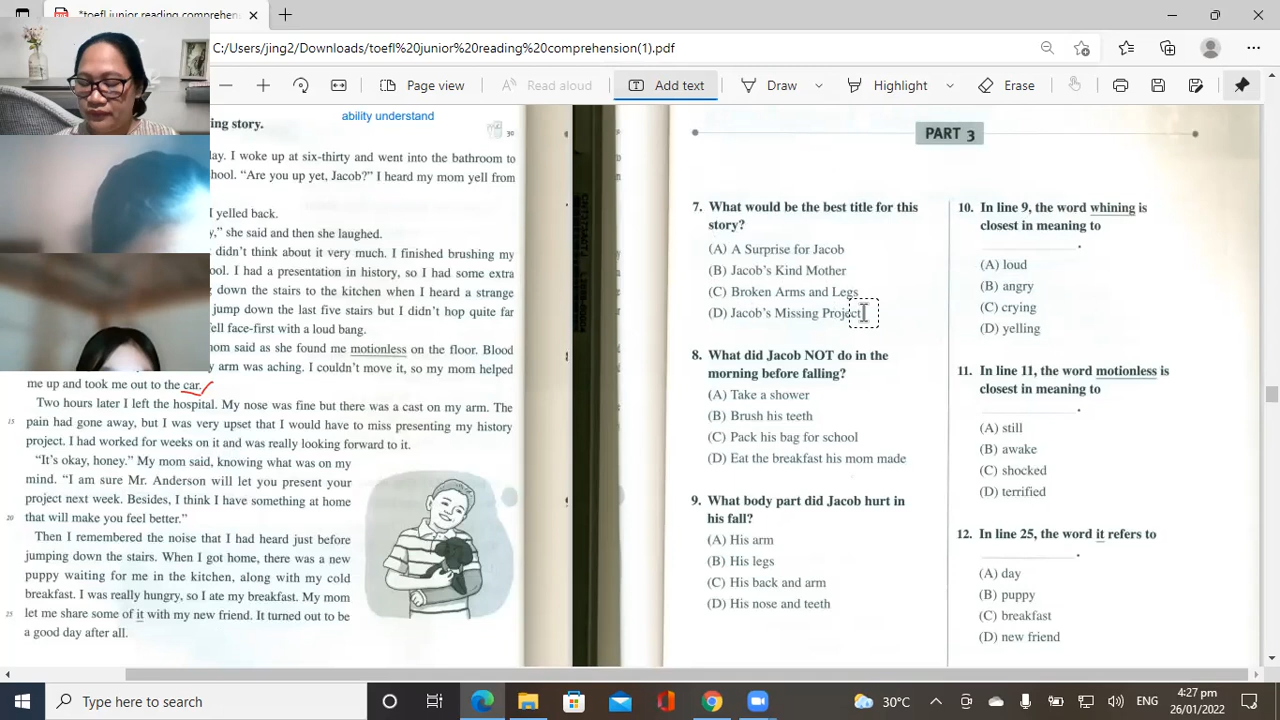 C:/Users/jing2/Downloads/toefl%20junior%20reading%20comprehension(1).pdf
Page view
Read aloud
Add text
Draw
Highlight
Erase
ability understand
ing story.
30
day. I woke up at six-thirty and went into the bathroom to
hool. “Are you up yet, Jacob?” I heard my mom yell from
I yelled back.
y,” she said and then she laughed.
didn’t think about it very much. I finished brushing my
ool. I had a presentation in history, so I had some extra
down the stairs to the kitchen when I heard a strange
jump down the last five stairs but I didn’t hop quite far
fell face-first with a loud bang.
mom said as she found me motionless on the floor. Blood
y arm was aching. I couldn’t move it, so my mom helped
me up and took me out to the car.
Two hours later I left the hospital. My nose was fine but there was a cast on my arm. The
15 pain had gone away, but I was very upset that I would have to miss presenting my history
project. I had worked for weeks on it and was really looking forward to it.
“It’s okay, honey.” My mom said, knowing what was on my
mind. “I am sure Mr. Anderson will let you present your
project next week. Besides, I think I have something at home
20 that will make you feel better.”
Then I remembered the noise that I had heard just before
jumping down the stairs. When I got home, there was a new
puppy waiting for me in the kitchen, along with my cold
breakfast. I was really hungry, so I ate my breakfast. My mom
25 let me share some of it with my new friend. It turned out to be
a good day after all.
PART 3
7. What would be the best title for this
story?
(A) A Surprise for Jacob
(B) Jacob’s Kind Mother
(C) Broken Arms and Legs
(D) Jacob’s Missing Project
8. What did Jacob NOT do in the
morning before falling?
(A) Take a shower
(B) Brush his teeth
(C) Pack his bag for school
(D) Eat the breakfast his mom made
9. What body part did Jacob hurt in
his fall?
(A) His arm
(B) His legs
(C) His back and arm
(D) His nose and teeth
10. In line 9, the word whining is
closest in meaning to
.
(A) loud
(B) angry
(C) crying
(D) yelling
11. In line 11, the word motionless is
closest in meaning to
.
(A) still
(B) awake
(C) shocked
(D) terrified
12. In line 25, the word it refers to
.
(A) day
(B) puppy
(C) breakfast
(D) new friend
Type here to search
30°C
ENG
4:27 pm
26/01/2022